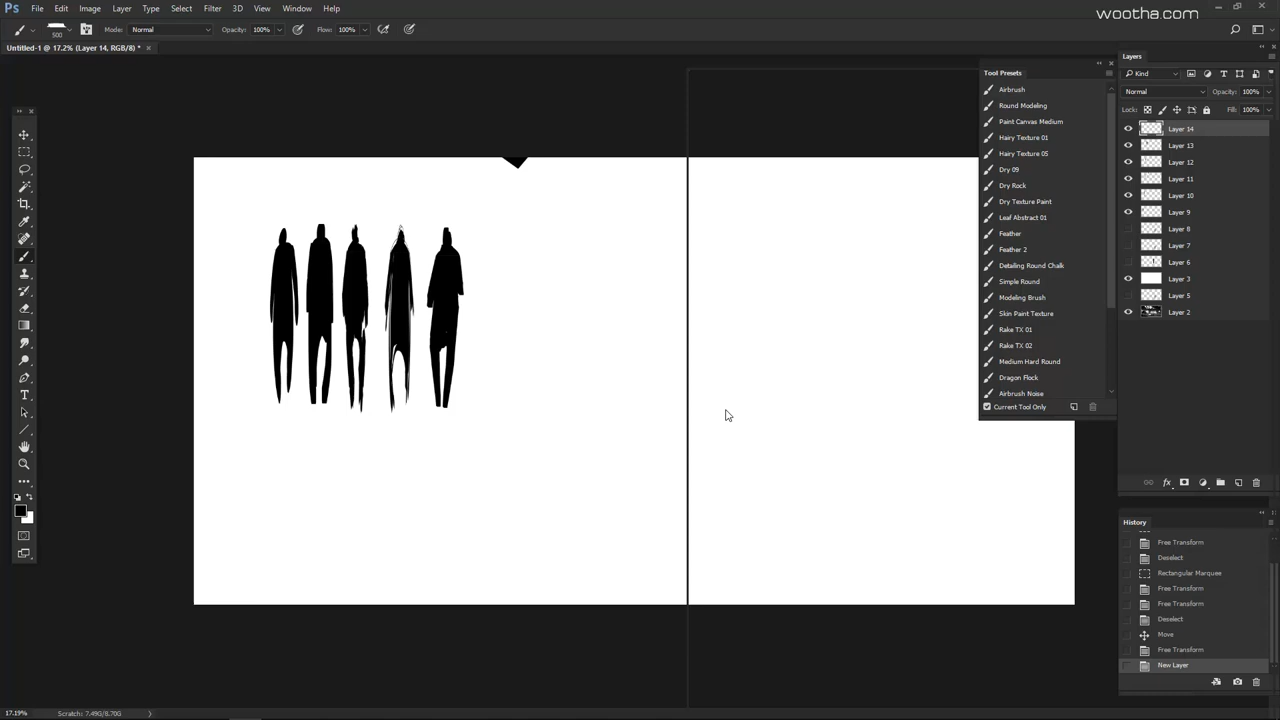 Ps File Edit Image Layer Type Select Filter 3D View Window Help
wootha.com
500 Mode: Normal Opacity: 100% Flow: 100%
Untitled-1 @ 17.2% (Layer 14, RGB/8) *
Tool Presets
Airbrush
Round Modeling
Paint Canvas Medium
Hairy Texture 01
Hairy Texture 05
Dry 09
Dry Rock
Dry Texture Paint
Leaf Abstract 01
Feather
Feather 2
Detailing Round Chalk
Simple Round
Modeling Brush
Skin Paint Texture
Rake TX 01
Rake TX 02
Medium Hard Round
Dragon Flock
Airbrush Noise
Current Tool Only
Layers
Kind
Normal Opacity: 100%
Lock: Fill: 100%
Layer 14
Layer 13
Layer 12
Layer 11
Layer 10
Layer 9
Layer 8
Layer 7
Layer 6
Layer 3
Layer 5
Layer 2
fx
History
Free Transform
Deselect
Rectangular Marquee
Free Transform
Free Transform
Deselect
Move
Free Transform
New Layer
17.19% Scratch: 7.49G/8.70G